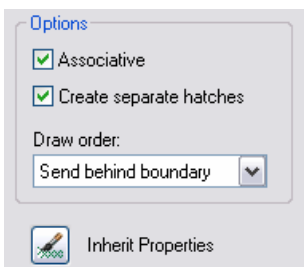 Options
Associative
Create separate hatches
Draw order:
Send behind boundary
Inherit Properties